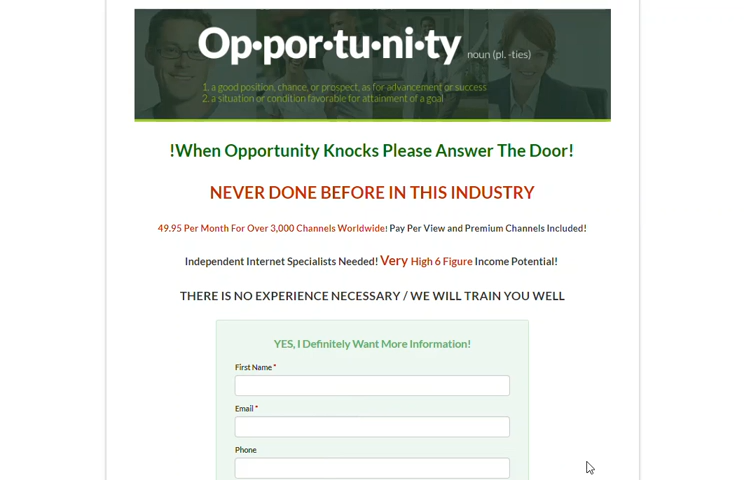 Op•por•tu•ni•ty noun (pl. -ties)
1. a good position, chance, or prospect, as for advancement or success
2. a situation or condition favorable for attainment of a goal
!When Opportunity Knocks Please Answer The Door!
NEVER DONE BEFORE IN THIS INDUSTRY
49.95 Per Month For Over 3,000 Channels Worldwide! Pay Per View and Premium Channels Included!
Independent Internet Specialists Needed! Very High 6 Figure Income Potential!
THERE IS NO EXPERIENCE NECESSARY / WE WILL TRAIN YOU WELL
YES, I Definitely Want More Information!
First Name *
Email *
Phone